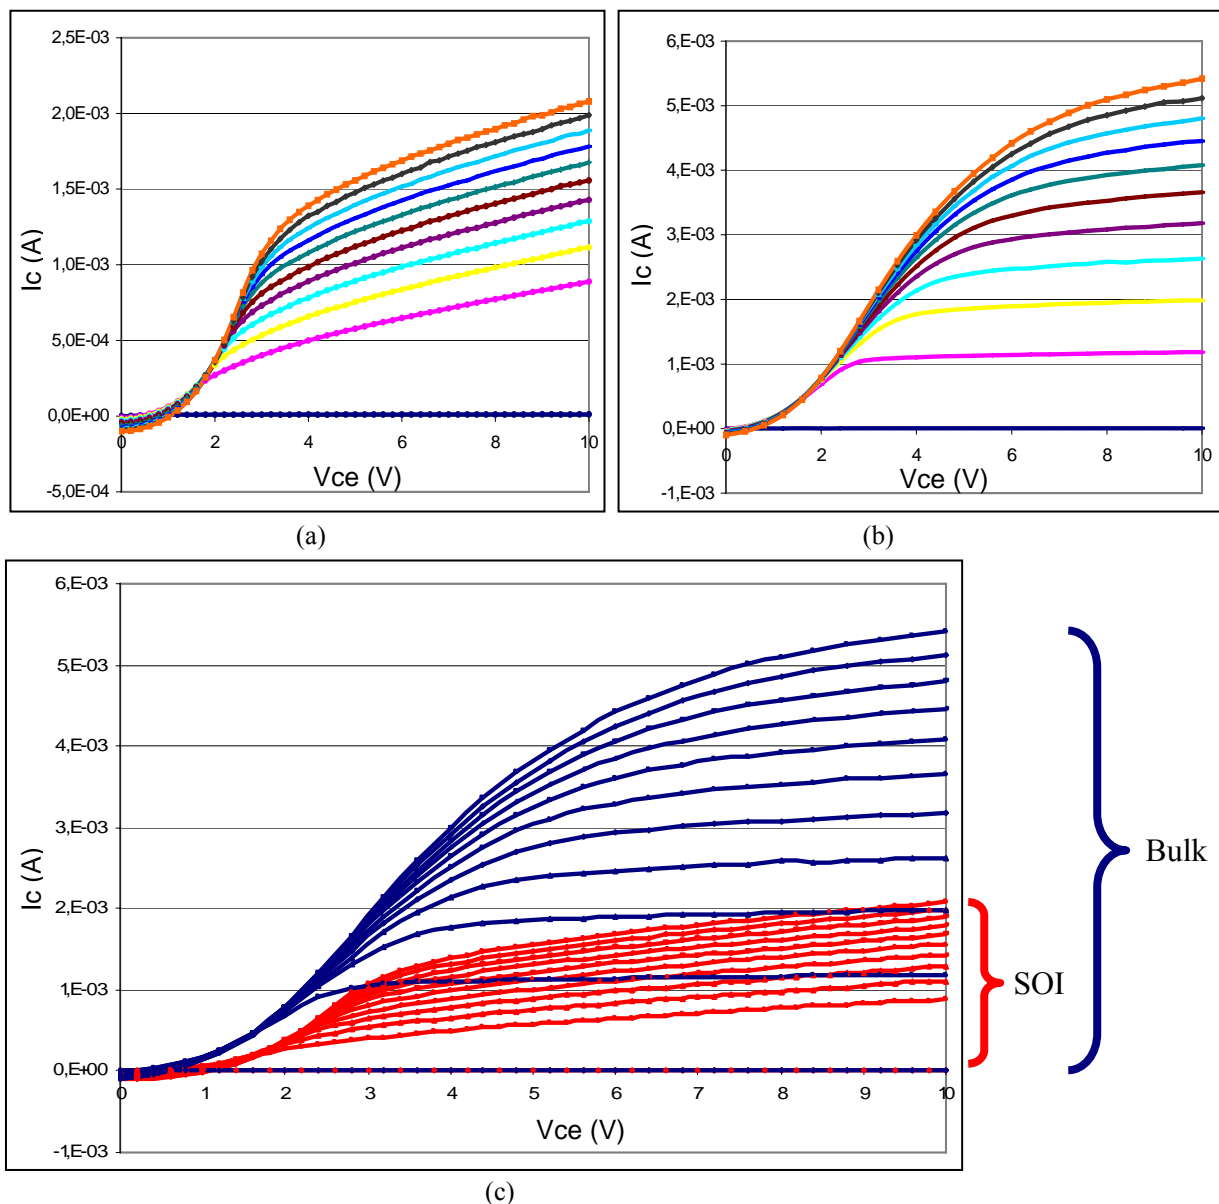 2,5E-03
2,0E-03
1,5E-03
1,0E-03
5,0E-04
0,0E+00
-5,0E-04
Ic (A)
0 2 4 6 8 10
Vce (V)
(a)
6,E-03
5,E-03
4,E-03
3,E-03
2,E-03
1,E-03
0,E+00
-1,E-03
Ic (A)
0 2 4 6 8 10
Vce (V)
(b)
6,E-03
5,E-03
4,E-03
3,E-03
2,E-03
1,E-03
0,E+00
-1,E-03
Ic (A)
0 1 2 3 4 5 6 7 8 9 10
Vce (V)
Bulk
SOI
(c)